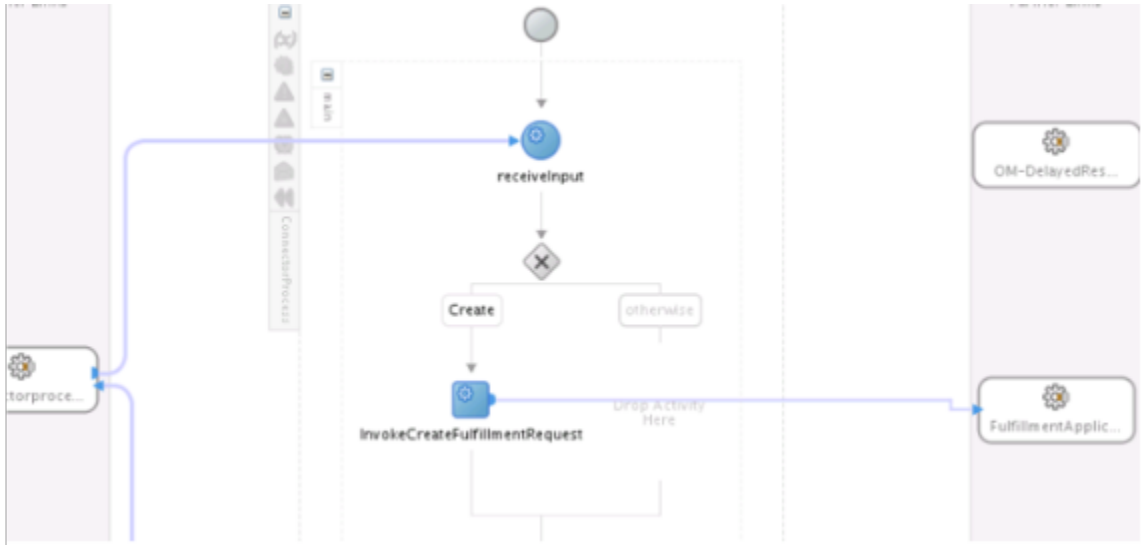 main
receiveInput
OM-DelayedRes...
ConnectorProcess
Create
otherwise
torproce...
Drop Activity
Here
InvokeCreateFulfillmentRequest
FulfillmentApplic...